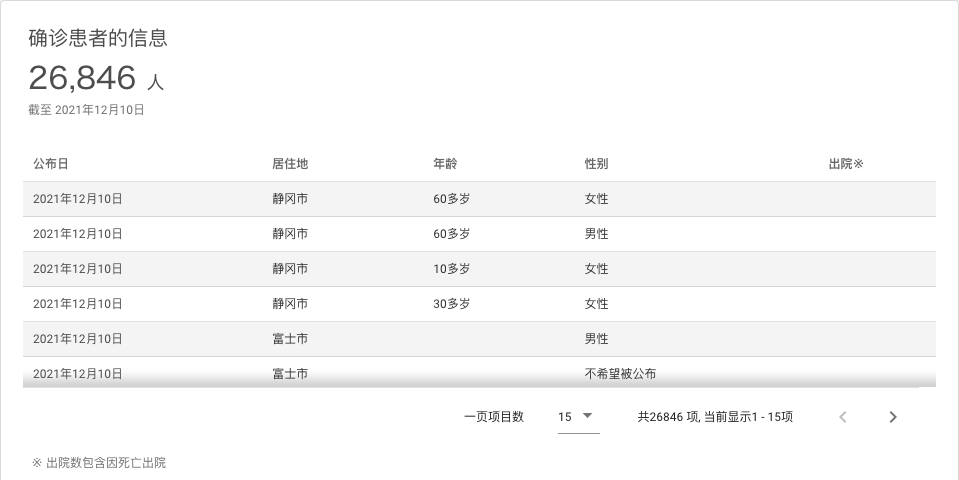 确诊患者的信息
26,846 人
截至 2021年12月10日
公布日 居住地 年龄 性别 出院※
2021年12月10日 静冈市 60多岁 女性
2021年12月10日 静冈市 60多岁 男性
2021年12月10日 静冈市 10多岁 女性
2021年12月10日 静冈市 30多岁 女性
2021年12月10日 富士市 男性
2021年12月10日 富士市 不希望被公布
一页项目数 15 共26846 项, 当前显示1 - 15项
※ 出院数包含因死亡出院